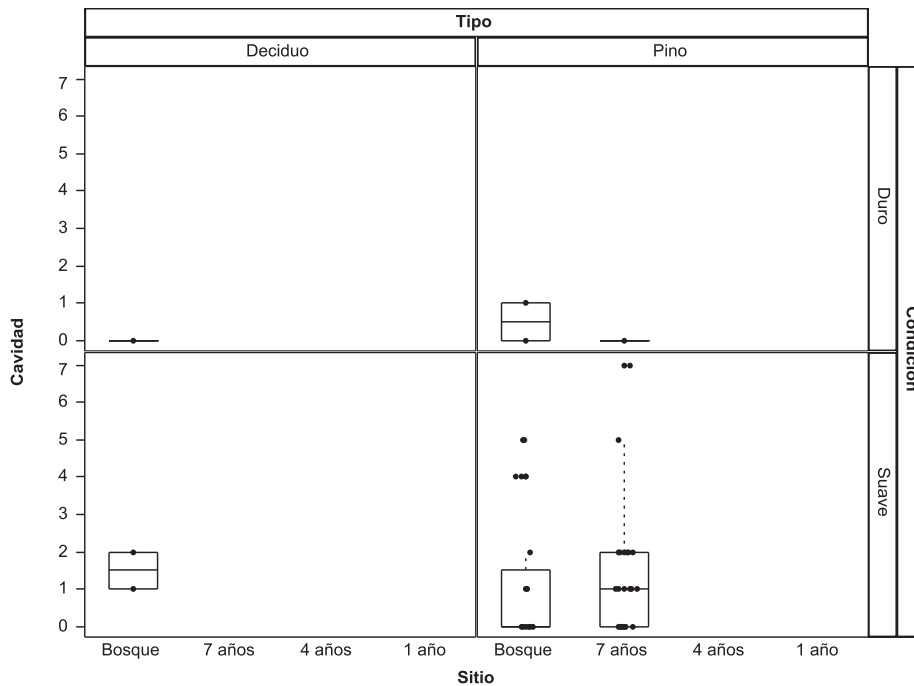 Tipo
Deciduo
Pino
7
6
5
4
3
2
1
0
Duro
7
6
5
4
3
2
1
0
Suave
Cavidad
Condición
Bosque
7 años
4 años
1 año
Bosque
7 años
4 años
1 año
Sitio